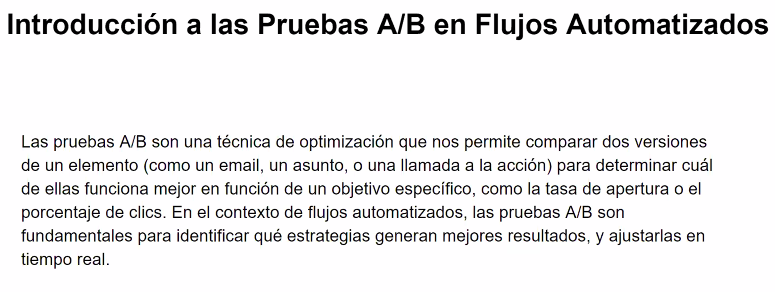 Introducción a las Pruebas A/B en Flujos Automatizados
Las pruebas A/B son una técnica de optimización que nos permite comparar dos versiones
de un elemento (como un email, un asunto, o una llamada a la acción) para determinar cuál
de ellas funciona mejor en función de un objetivo específico, como la tasa de apertura o el
porcentaje de clics. En el contexto de flujos automatizados, las pruebas A/B son
fundamentales para identificar qué estrategias generan mejores resultados, y ajustarlas en
tiempo real.